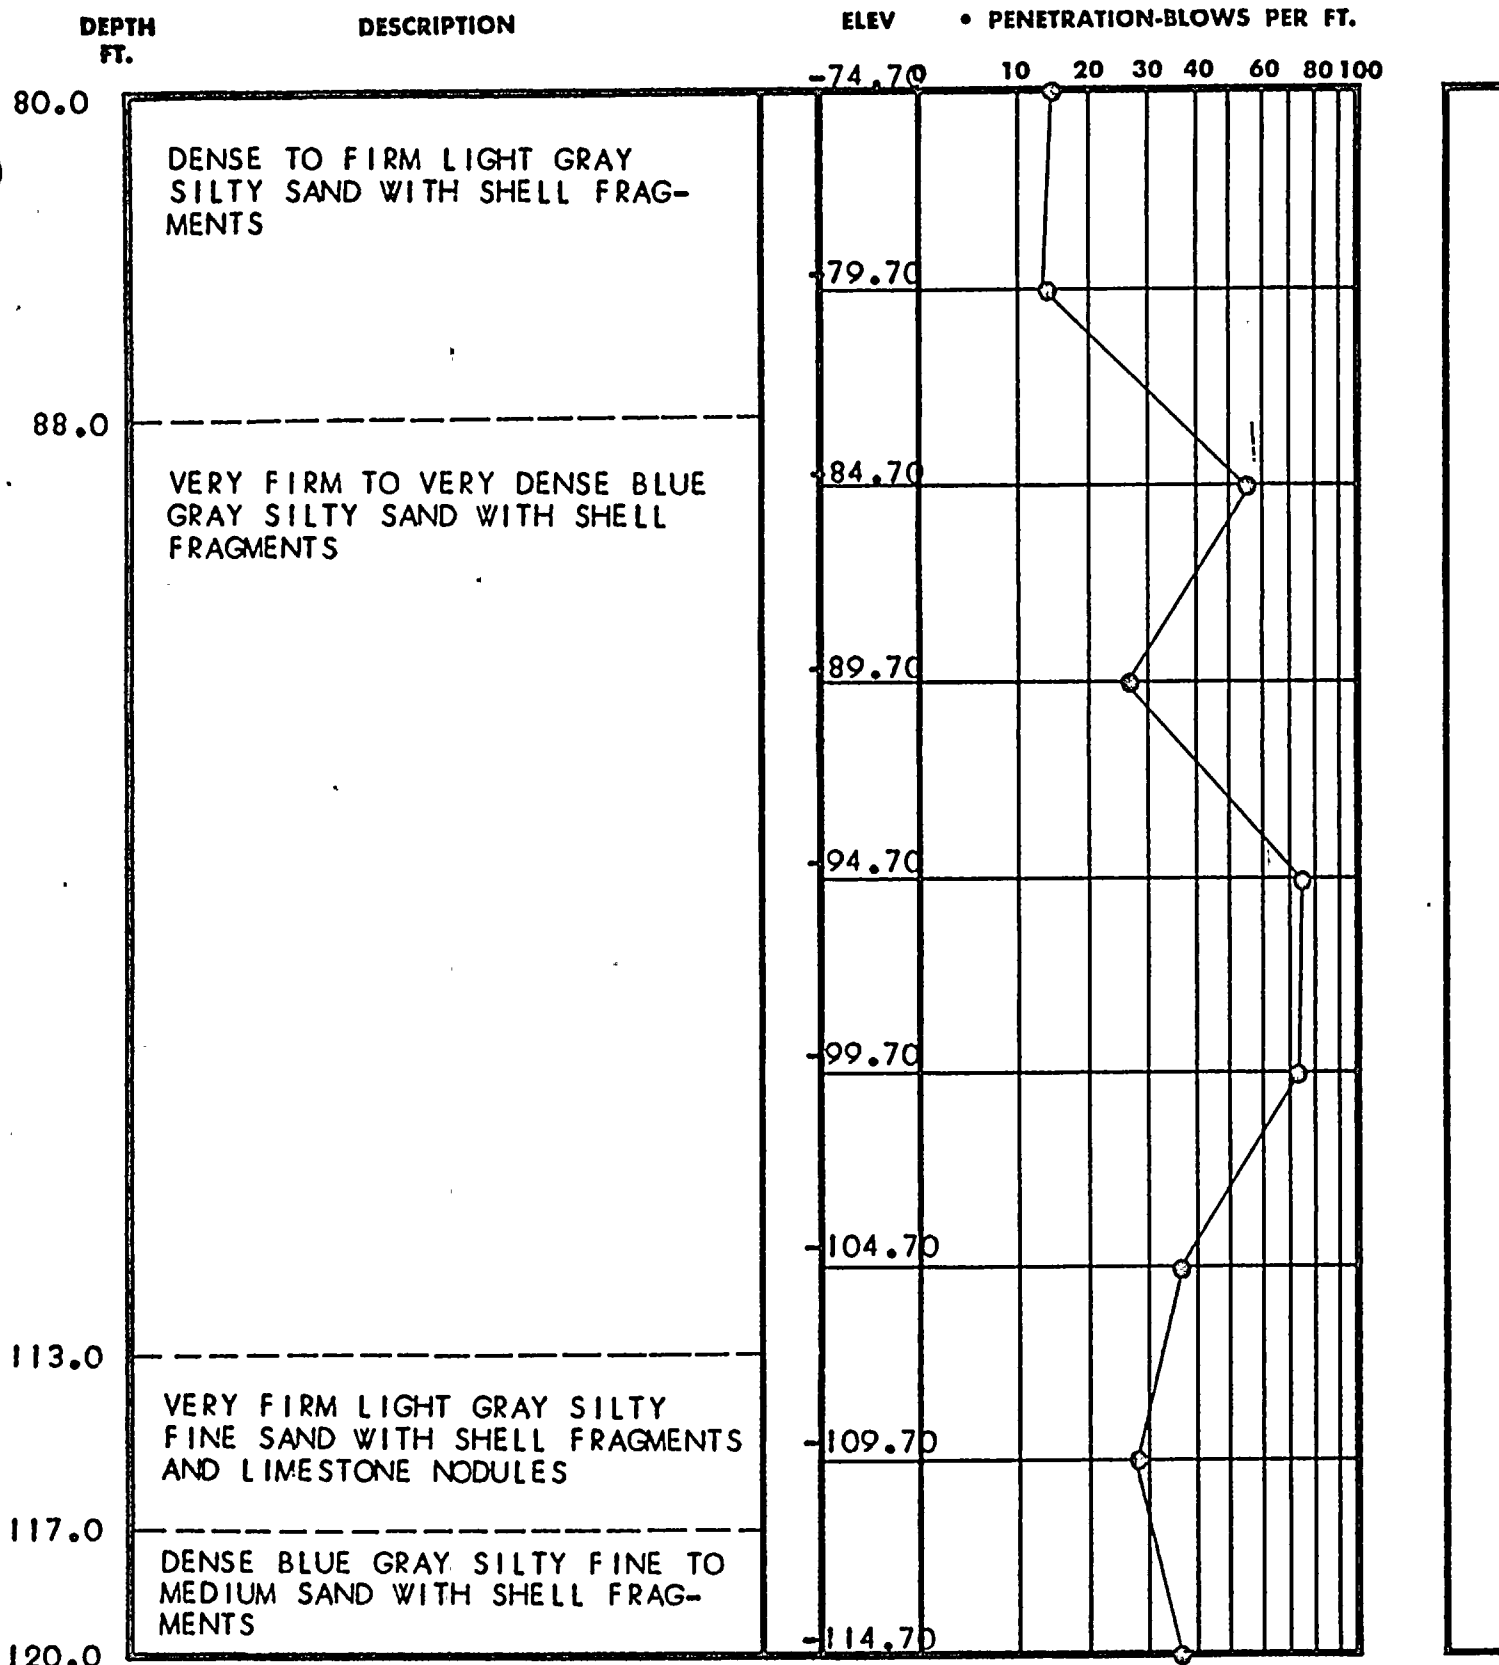 DEPTH FT.
DESCRIPTION
ELEV
• PENETRATION-BLOWS PER FT.
0 10 20 30 40 60 80 100
80.0
-74.70
DENSE TO FIRM LIGHT GRAY
SILTY SAND WITH SHELL FRAG-
MENTS
-79.70
88.0
VERY FIRM TO VERY DENSE BLUE
GRAY SILTY SAND WITH SHELL
FRAGMENTS
-84.70
-89.70
-94.70
-99.70
-104.70
113.0
VERY FIRM LIGHT GRAY SILTY
FINE SAND WITH SHELL FRAGMENTS
AND LIMESTONE NODULES
-109.70
117.0
DENSE BLUE GRAY SILTY FINE TO
MEDIUM SAND WITH SHELL FRAG-
MENTS
-114.70
120.0